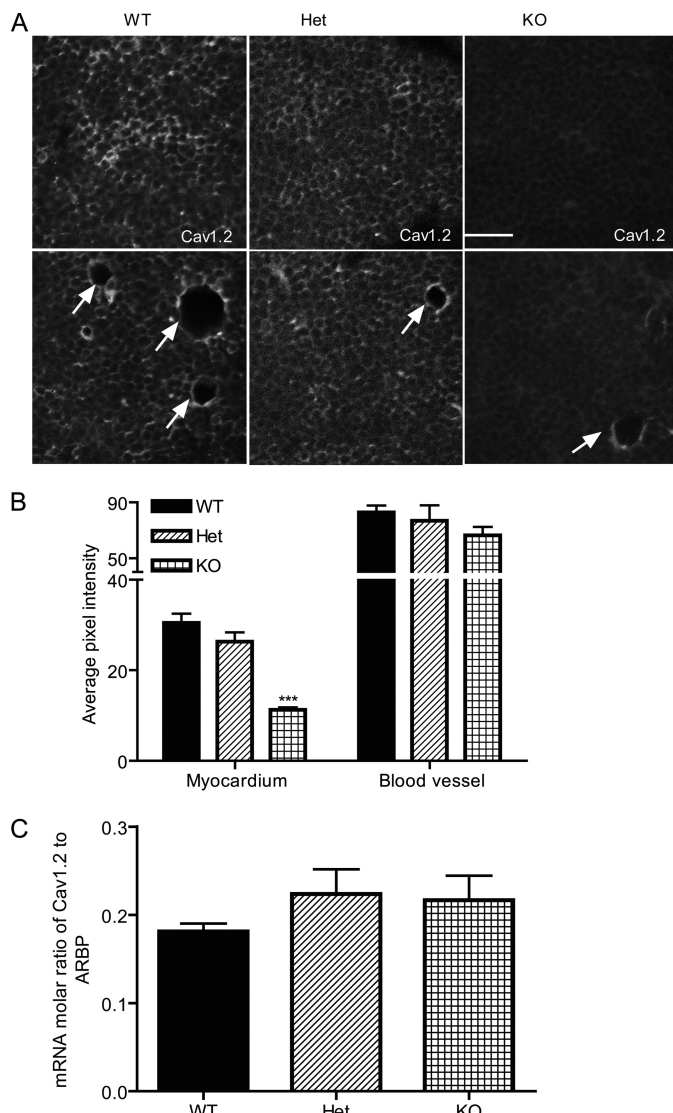 A
WT Het KO
Cav1.2 Cav1.2 Cav1.2
B
90
50
40
20
0
Average pixel intensity
WT
Het
KO
***
Myocardium Blood vessel
C
0.3
0.2
0.1
0.0
mRNA molar ratio of Cav1.2 to
ARBP
WT Het KO